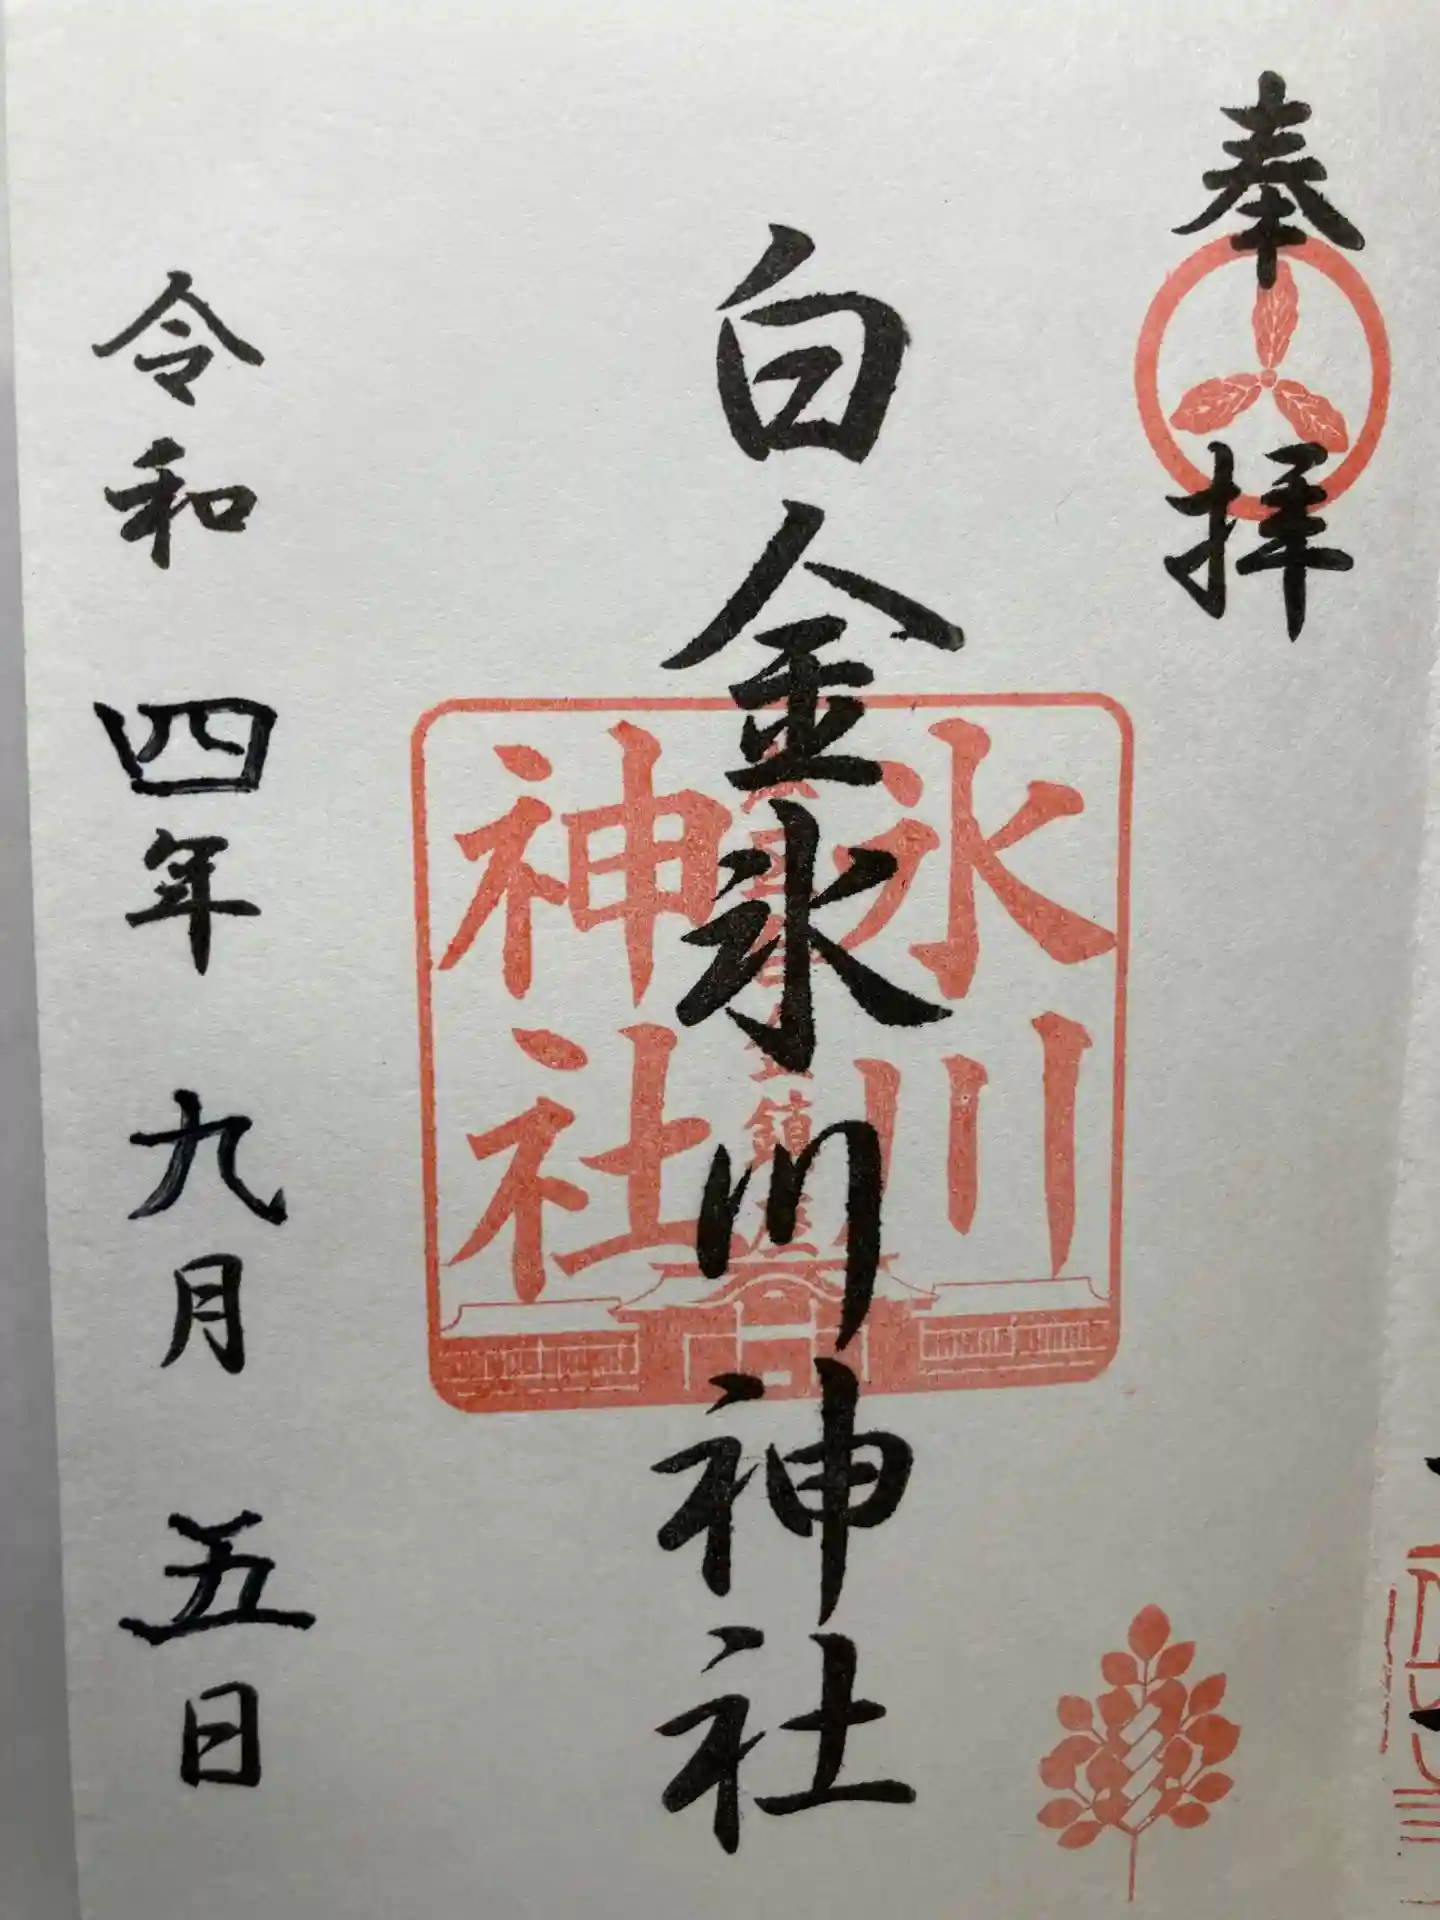 奉拝
白金氷川神社
氷川
神社
令和四年九月五日